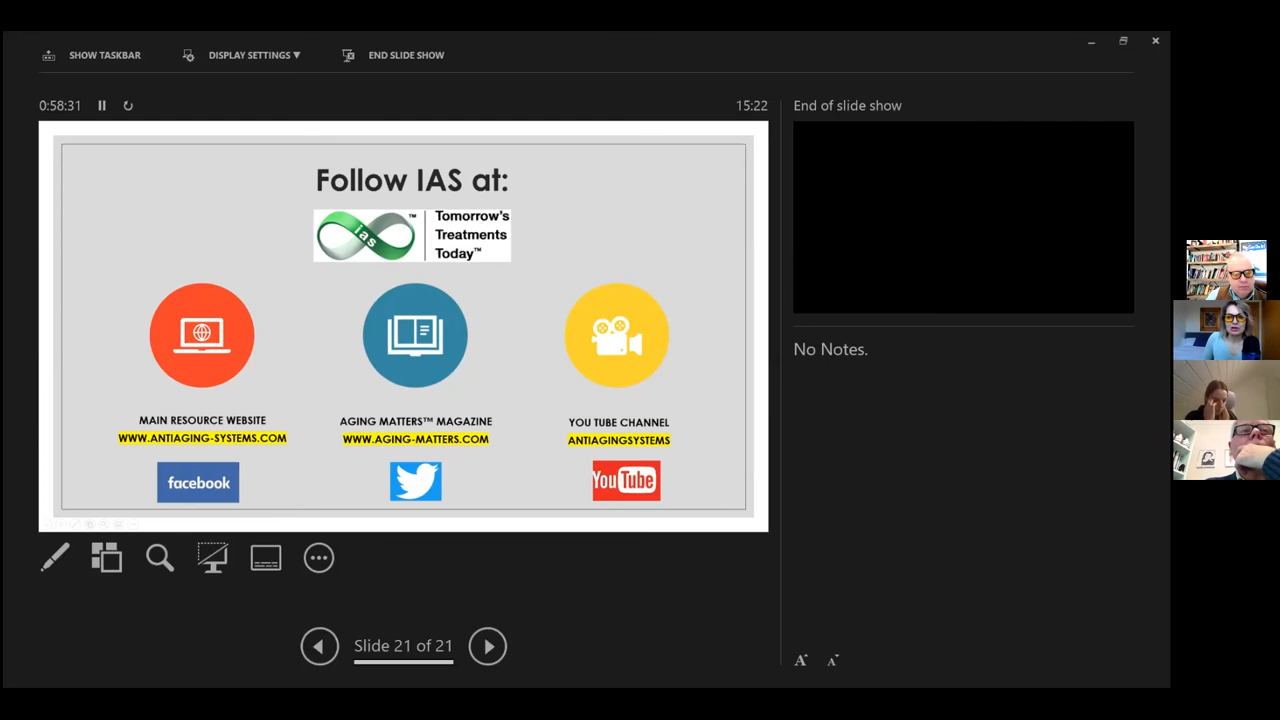 SHOW TASKBAR
DISPLAY SETTINGS ▼
END SLIDE SHOW
0:58:31
15:22
End of slide show
Follow IAS at:
ias
™
Tomorrow's
Treatments
Today™
MAIN RESOURCE WEBSITE
WWW.ANTIAGING-SYSTEMS.COM
AGING MATTERS™ MAGAZINE
WWW.AGING-MATTERS.COM
YOU TUBE CHANNEL
ANTIAGINGSYSTEMS
facebook
YouTube
No Notes.
Slide 21 of 21
A A